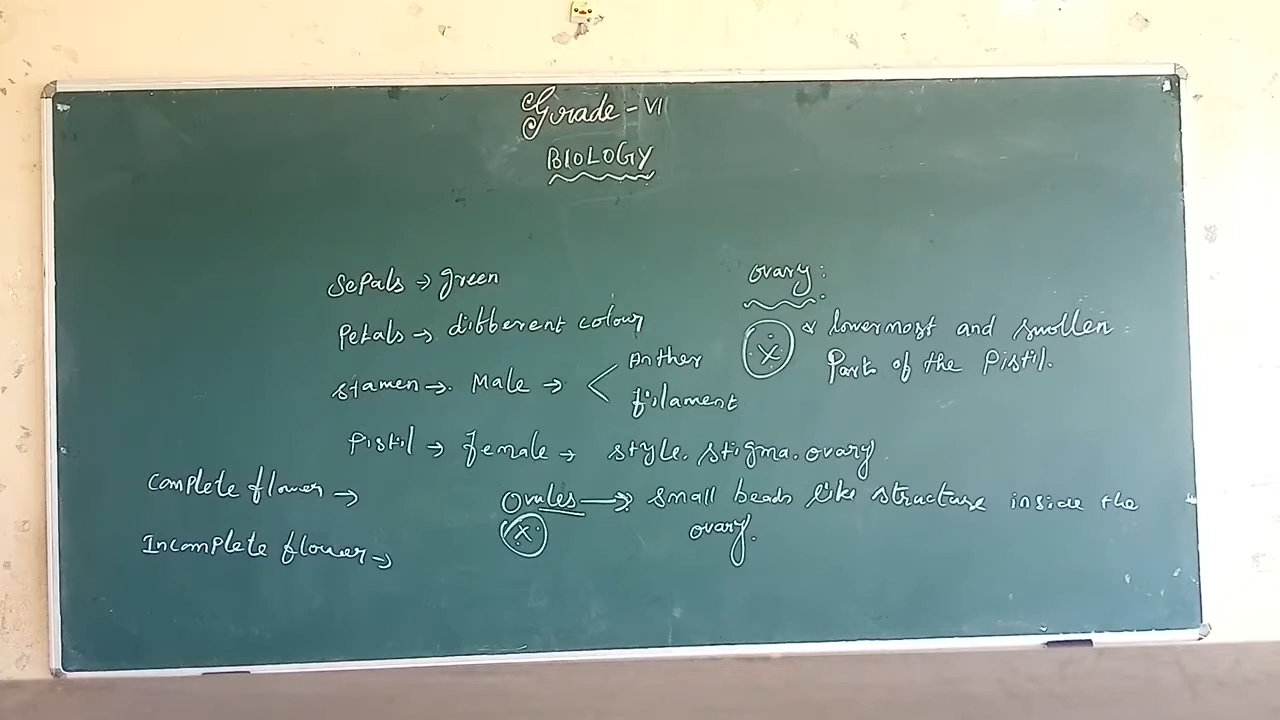 Grade - VI
BIOLOGY
Sepals → green
Petals → different colour
Stamen → Male → Anther
filament
Pistil → Female → style. stigma. ovary.
Ovary:
lowermost and swollen
Part of the Pistil.
Complete flower →
Incomplete flower →
Ovules → small beads like structure inside the
ovary.